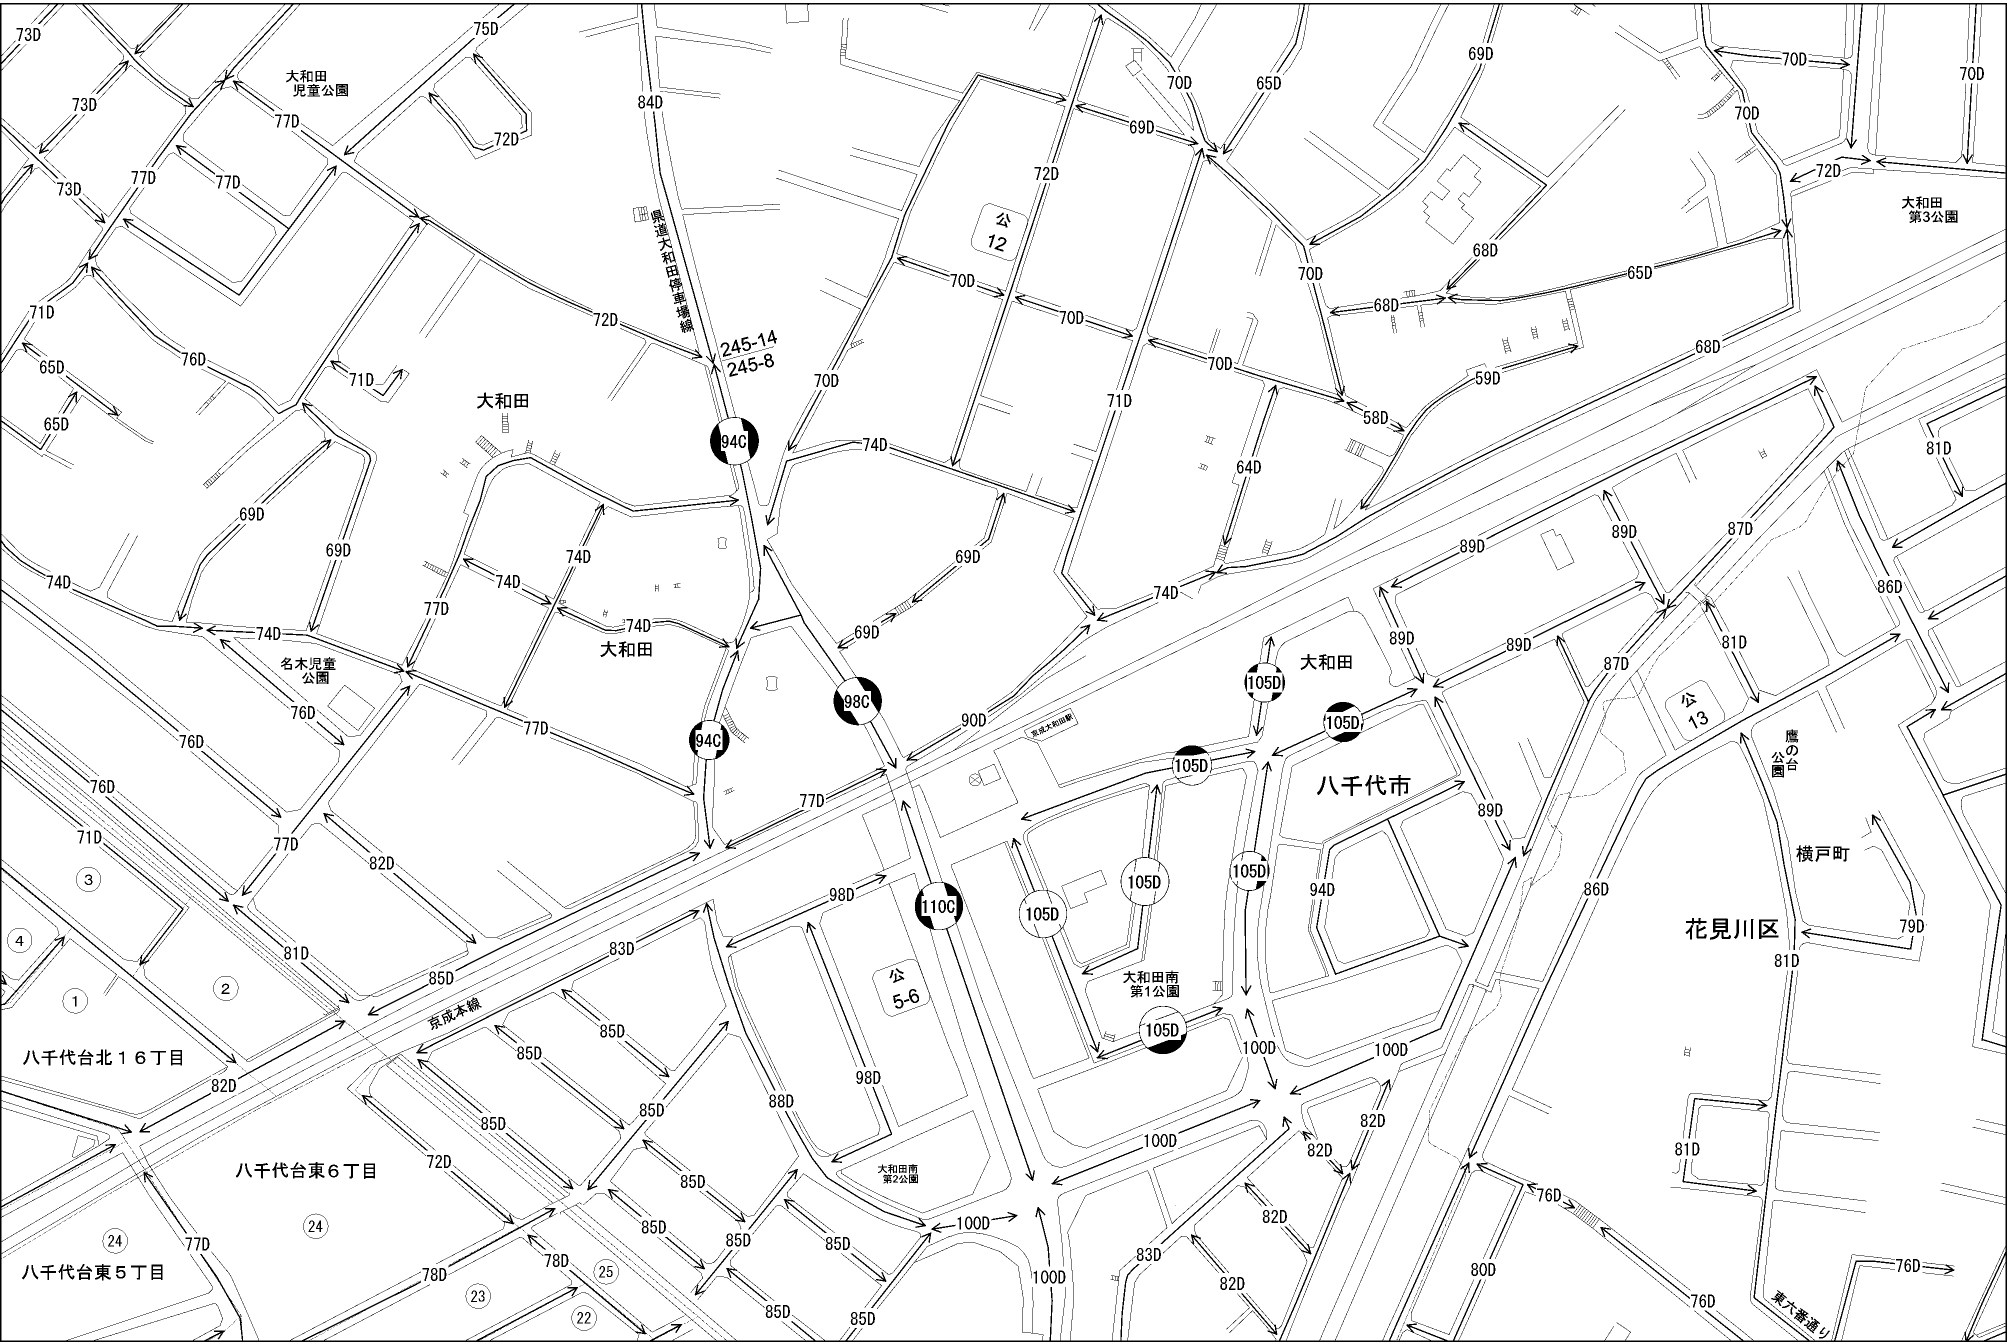 73D
75D
大和田
児童公園
84D
69D
70D
65D
70D
70D
73D
77D
72D
69D
70D
77D
77D
73D
72D
72D
大和田
第3公園
県道大和田停車場線
公
12
68D
70D
65D
71D
70D
70D
68D
72D
245-14
245-8
76D
65D
71D
70D
70D
68D
59D
大和田
71D
58D
65D
94C
74D
81D
64D
69D
87D
89D
89D
69D
74D
69D
74D
74D
77D
74D
86D
74D
74D
69D
89D
89D
81D
名木児童
公園
大和田
大和田
87D
76D
98C
105D
公
13
90D
105D
76D
77D
94C
京成大和田駅
鷹の台
公園
105D
76D
77D
八千代市
71D
77D
89D
横戸町
82D
③
105D
105D
94D
86D
98D
110C
105D
花見川区
79D
④
81D
83D
81D
85D
大和田南
第1公園
②
公
5-6
①
京成本線
85D
105D
八千代台北１６丁目
85D
100D
100D
82D
98D
88D
85D
85D
82D
100D
82D
81D
72D
八千代台東６丁目
大和田南
第2公園
85D
76D
24
85D
100D
82D
24
77D
85D
85D
83D
八千代台東５丁目
78D
78D
25
100D
80D
76D
82D
23
22
85D
85D
76D
東六番通り